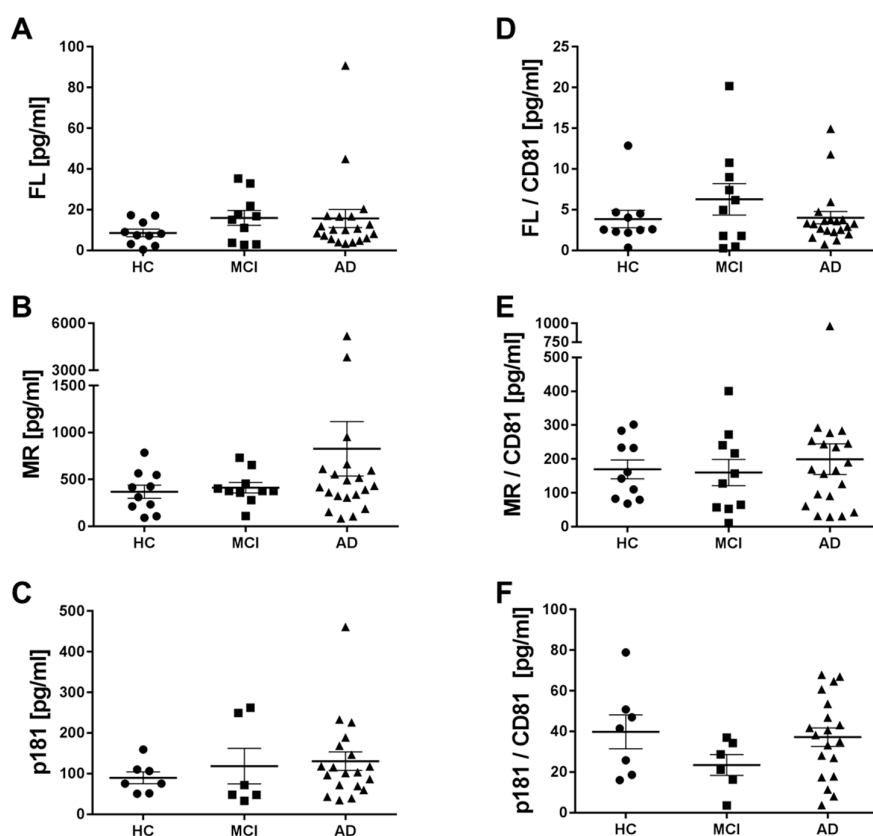 A
FL [pg/ml]
100
80
60
40
20
0
HC MCI AD
B
MR [pg/ml]
6000
3000
1500
1000
500
0
HC MCI AD
C
p181 [pg/ml]
500
400
300
200
100
0
HC MCI AD
D
FL / CD81 [pg/ml]
25
20
15
10
5
0
HC MCI AD
E
MR / CD81 [pg/ml]
1000
750
500
400
300
200
100
0
HC MCI AD
F
p181 / CD81 [pg/ml]
100
80
60
40
20
0
HC MCI AD